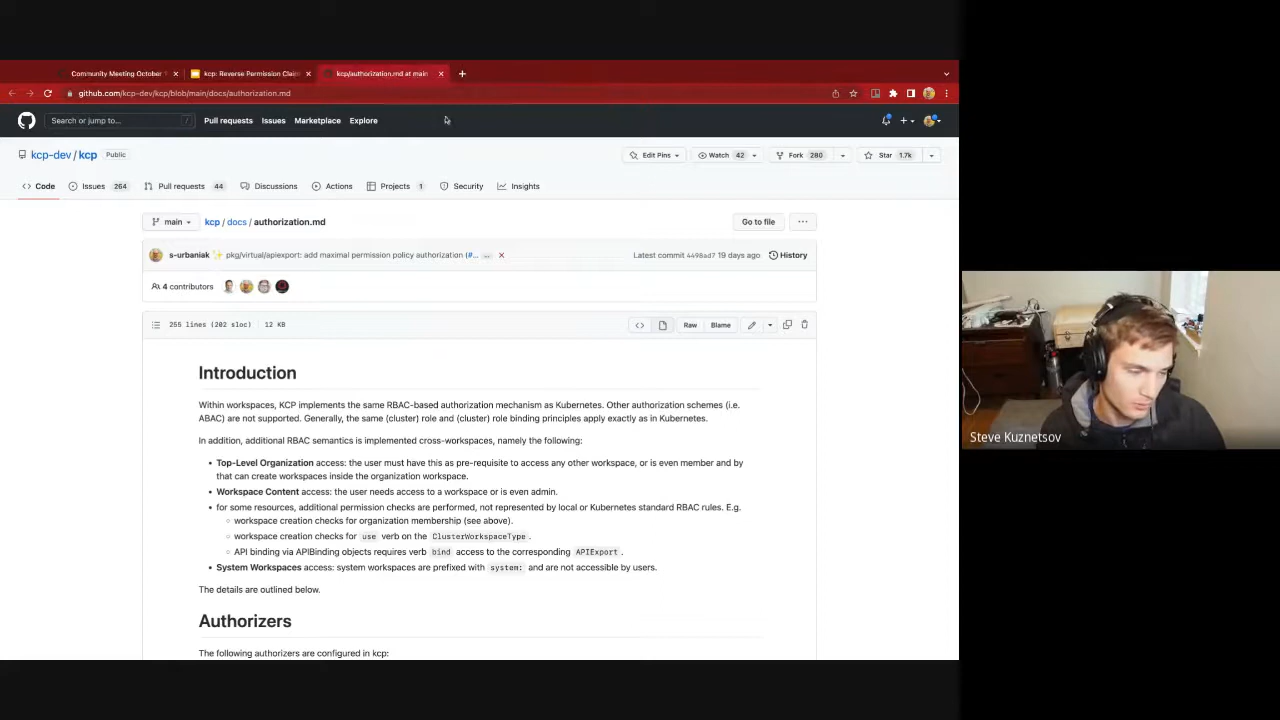 Community Meeting October
kcp: Reverse Permission Claim
kcp/authorization.md at main
github.com/kcp-dev/kcp/blob/main/docs/authorization.md
Search or jump to...
/
Pull requests
Issues
Marketplace
Explore
kcp-dev / kcp
Public
Edit Pins
Watch 42
Fork 280
Star 1.7k
Code
Issues 264
Pull requests 44
Discussions
Actions
Projects 1
Security
Insights
main
kcp / docs / authorization.md
Go to file
...
s-urbaniak ✨ pkg/virtual/apiexport: add maximal permission policy authorization (#... ...
Latest commit 4498ad7 19 days ago
History
4 contributors
255 lines (202 sloc) 12 KB
Raw
Blame
Introduction
Within workspaces, KCP implements the same RBAC-based authorization mechanism as Kubernetes. Other authorization schemes (i.e.
ABAC) are not supported. Generally, the same (cluster) role and (cluster) role binding principles apply exactly as in Kubernetes.
In addition, additional RBAC semantics is implemented cross-workspaces, namely the following:
• Top-Level Organization access: the user must have this as pre-requisite to access any other workspace, or is even member and by
that can create workspaces inside the organization workspace.
• Workspace Content access: the user needs access to a workspace or is even admin.
• for some resources, additional permission checks are performed, not represented by local or Kubernetes standard RBAC rules. E.g.
◦ workspace creation checks for organization membership (see above).
◦ workspace creation checks for use verb on the ClusterWorkspaceType.
◦ API binding via APIBinding objects requires verb bind access to the corresponding APIExport.
• System Workspaces access: system workspaces are prefixed with system: and are not accessible by users.
The details are outlined below.
Authorizers
The following authorizers are configured in kcp:
Steve Kuznetsov